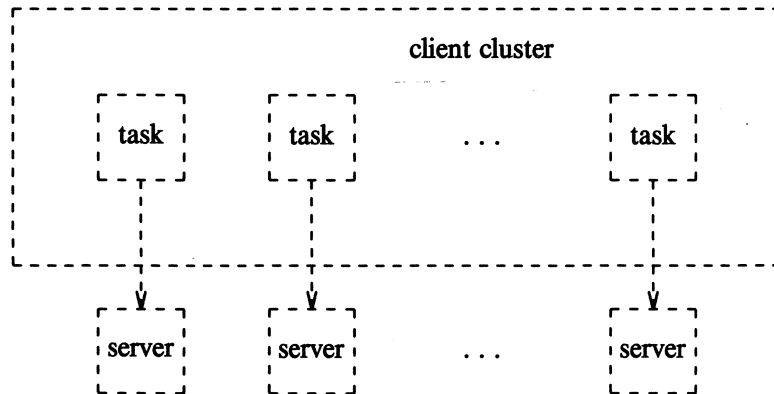 client cluster
task task ... task
server server ... server